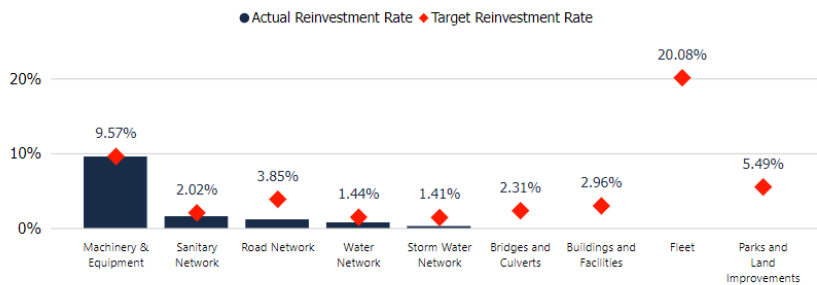 Actual Reinvestment Rate Target Reinvestment Rate
20.08%
20%
9.57%
10%
2.02%
3.85%
1.44%
1.41%
2.31%
2.96%
5.49%
0%
Machinery &
Equipment
Sanitary
Network
Road Network
Water
Network
Storm Water
Network
Bridges and
Culverts
Buildings and
Facilities
Fleet
Parks and
Land
Improvements